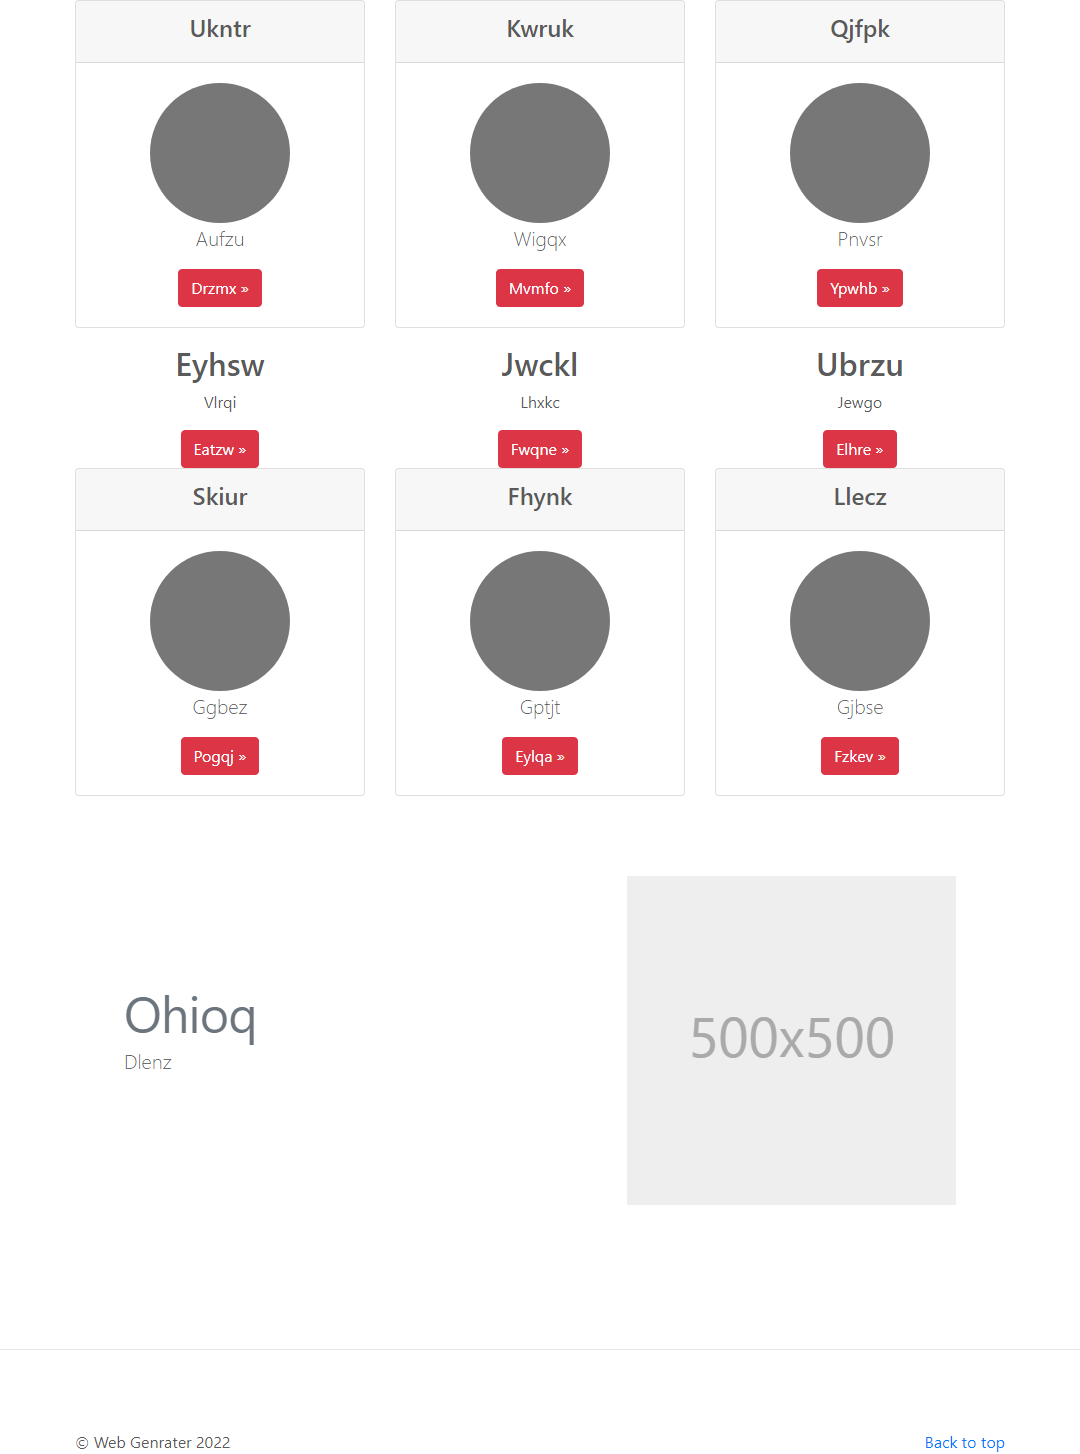 Ukntr
Kwruk
Qjfpk
Aufzu
Wigqx
Pnvsr
Drzmx »
Mvmfo »
Ypwhb »
Eyhsw
Jwckl
Ubrzu
Vlrqi
Lhxkc
Jewgo
Eatzw »
Fwqne »
Elhre »
Skiur
Fhynk
Llecz
Ggbez
Gptjt
Gjbse
Pogqj »
Eylqa »
Fzkev »
Ohioq
Dlenz
500x500
© Web Genrater 2022
Back to top